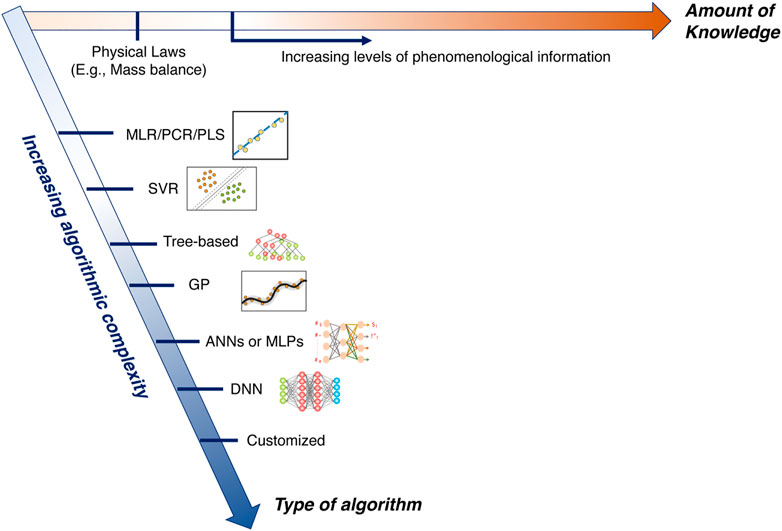 Amount of
Knowledge
Physical Laws
(E.g., Mass balance)
Increasing levels of phenomenological information
Increasing algorithmic complexity
MLR/PCR/PLS
SVR
Tree-based
GP
ANNs or MLPs
DNN
Customized
Type of algorithm